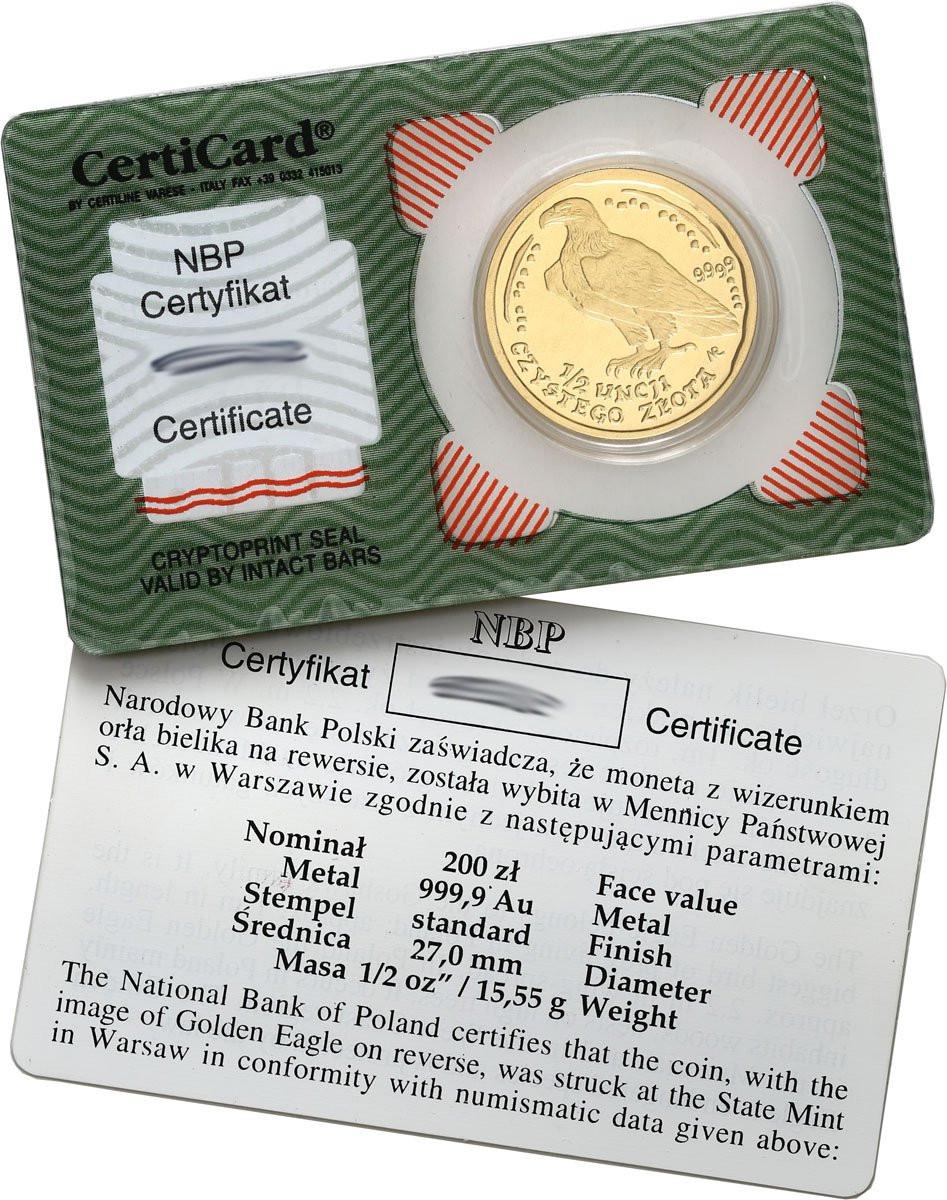 CertiCard®
BY CERTILINE VARESE - ITALY FAX +39 0332 415013
NBP
Certyfikat
Certificate
CRYPTOPRINT SEAL
VALID BY INTACT BARS
9999
1/2 UNCJI
CZYSTEGO ZŁOTA
NBP
Certyfikat
Certificate
Narodowy Bank Polski zaświadcza, że moneta z wizerunkiem
orła bielika na rewersie, została wybita w Mennicy Państwowej
S. A. w Warszawie zgodnie z następującymi parametrami:
Nominał 200 zł Face value
Metal 999,9 Au Metal
Stempel standard Finish
Średnica 27,0 mm Diameter
Masa 1/2 oz” / 15,55 g Weight
The National Bank of Poland certifies that the coin, with the
image of Golden Eagle on reverse, was struck at the State Mint
in Warsaw in conformity with numismatic data given above: